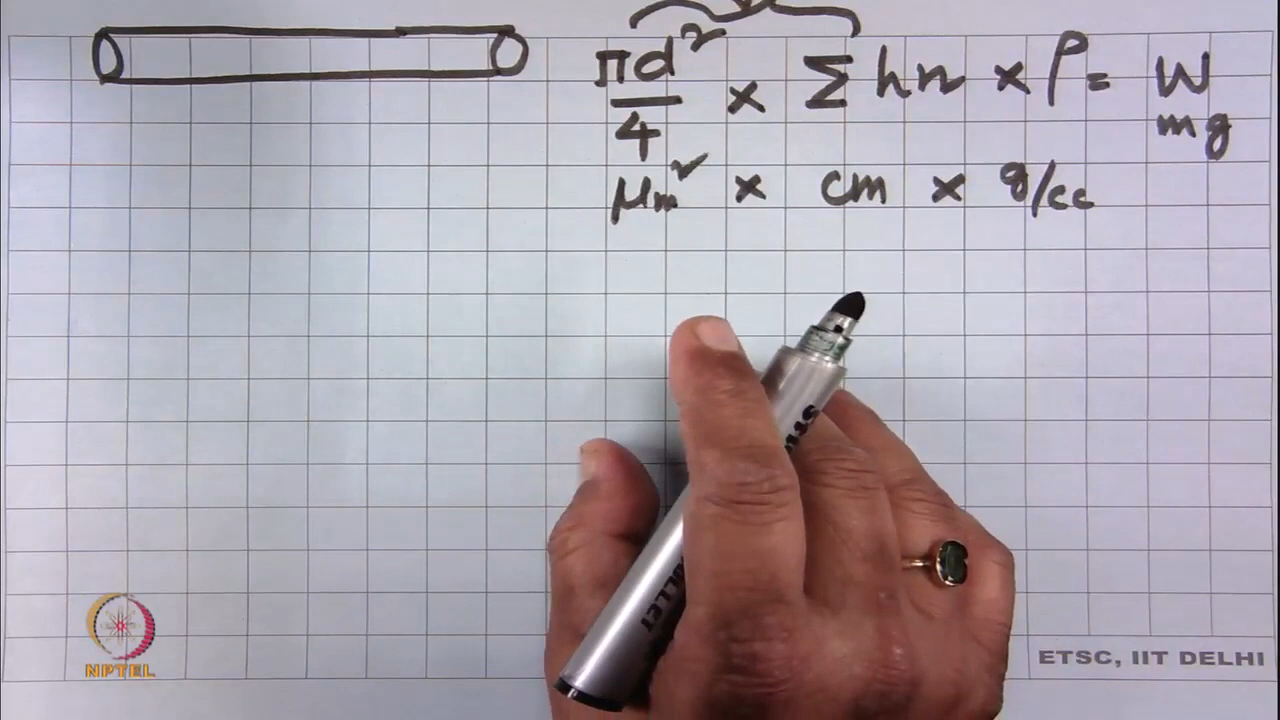 πd²/4 × Σhn × ρ = W
mg
μm² × cm × g/cc
NPTEL
ETSC, IIT DELHI